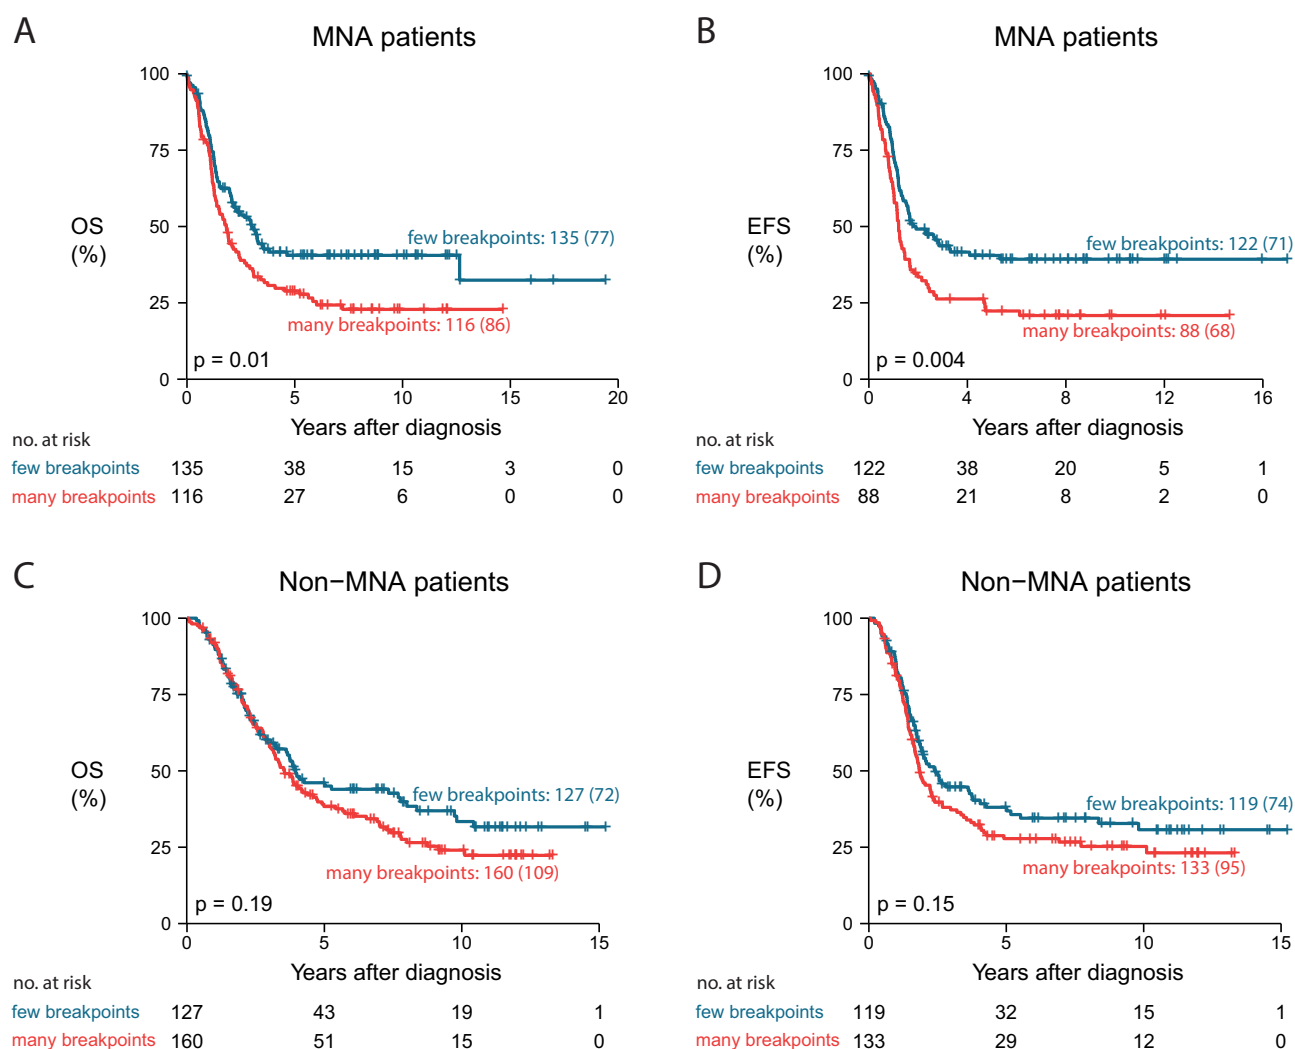 A
MNA patients
100
75
50
25
0
OS
(%)
few breakpoints: 135 (77)
many breakpoints: 116 (86)
p = 0.01
0 5 10 15 20
Years after diagnosis
no. at risk
few breakpoints 135 38 15 3 0
many breakpoints 116 27 6 0 0
B
MNA patients
100
75
50
25
0
EFS
(%)
few breakpoints: 122 (71)
many breakpoints: 88 (68)
p = 0.004
0 4 8 12 16
Years after diagnosis
no. at risk
few breakpoints 122 38 20 5 1
many breakpoints 88 21 8 2 0
C
Non−MNA patients
100
75
50
25
0
OS
(%)
few breakpoints: 127 (72)
many breakpoints: 160 (109)
p = 0.19
0 5 10 15
Years after diagnosis
no. at risk
few breakpoints 127 43 19 1
many breakpoints 160 51 15 0
D
Non−MNA patients
100
75
50
25
0
EFS
(%)
few breakpoints: 119 (74)
many breakpoints: 133 (95)
p = 0.15
0 5 10 15
Years after diagnosis
no. at risk
few breakpoints 119 32 15 1
many breakpoints 133 29 12 0